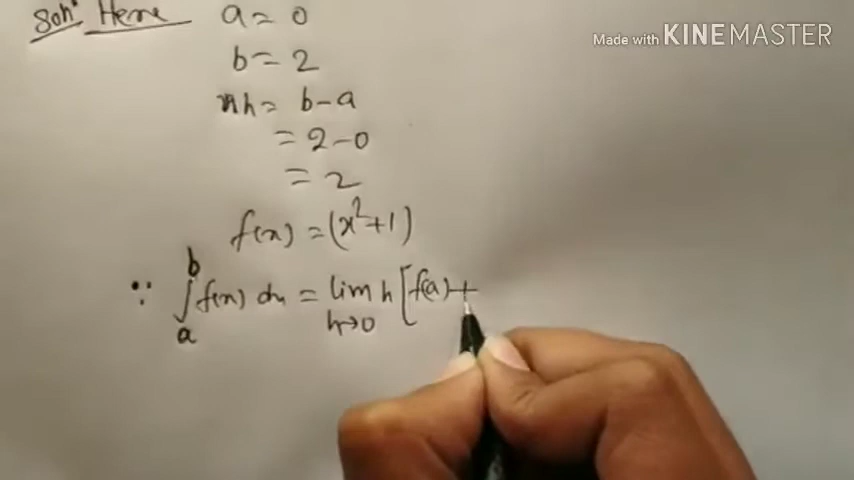 Soln. Here a = 0
Made with KINEMASTER
b = 2
nh = b-a
= 2-0
= 2
f(x) = (x²+1)
∵ ∫ₐᵇ f(x) dx = lim h→0 h [f(a)+